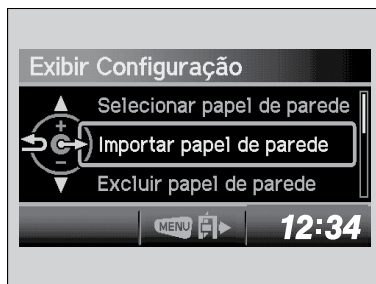 Exibir Configuração
Selecionar papel de parede
Importar papel de parede
Excluir papel de parede
MENU
12:34